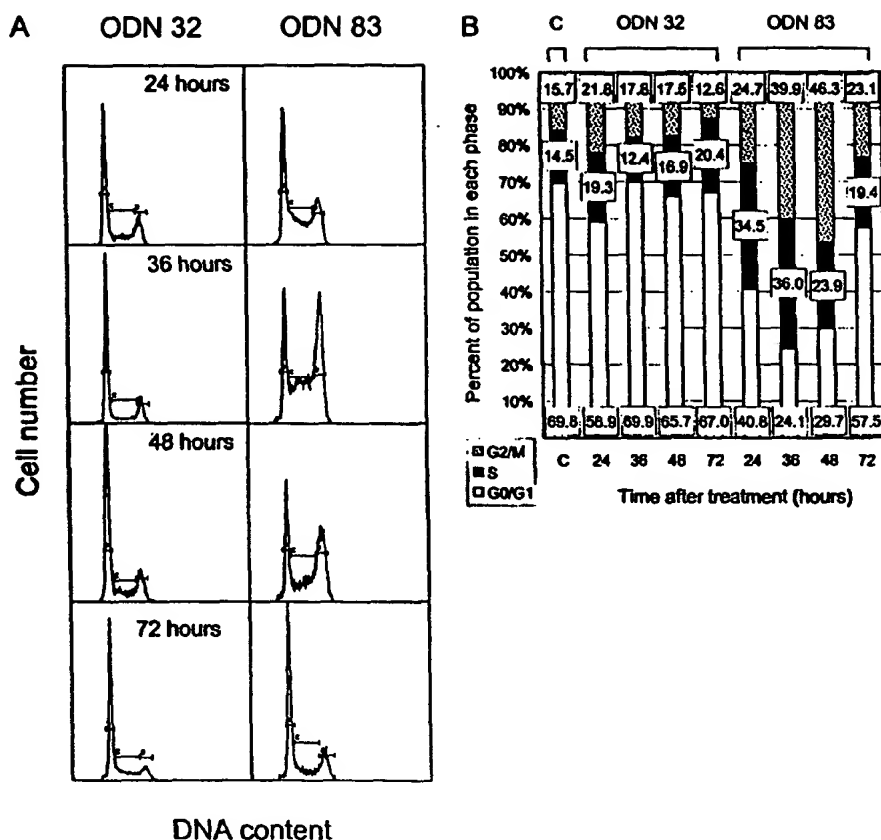 A
ODN 32
ODN 83
24 hours
36 hours
48 hours
72 hours
Cell number
DNA content
B
C
ODN 32
ODN 83
100%
90%
80%
70%
60%
50%
40%
30%
20%
10%
Percent of population in each phase
15.7 21.8 17.8 17.5 12.6 24.7 39.9 46.3 23.1
14.5 19.3 12.4 16.9 20.4 34.5 36.0 23.9 19.4
69.8 58.9 69.9 65.7 67.0 40.8 24.1 29.7 57.5
C 24 36 48 72 24 36 48 72
G2/M
S
G0/G1
Time after treatment (hours)